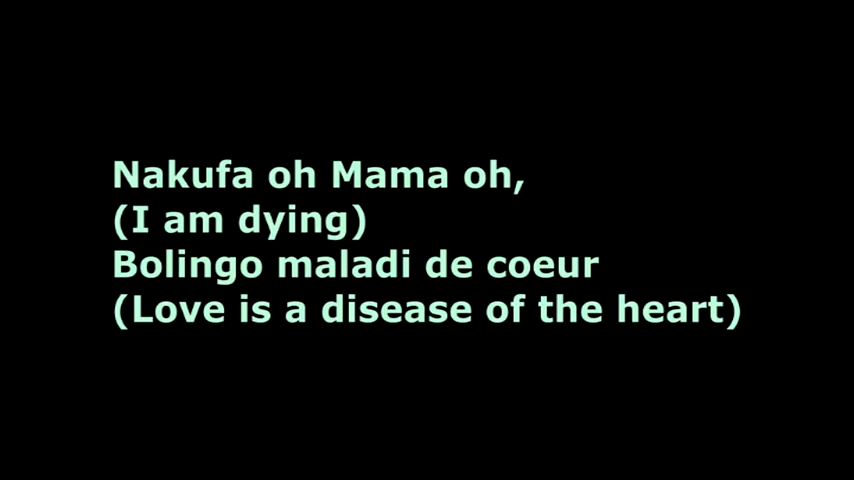 Nakufa oh Mama oh,
(I am dying)
Bolingo maladi de coeur
(Love is a disease of the heart)